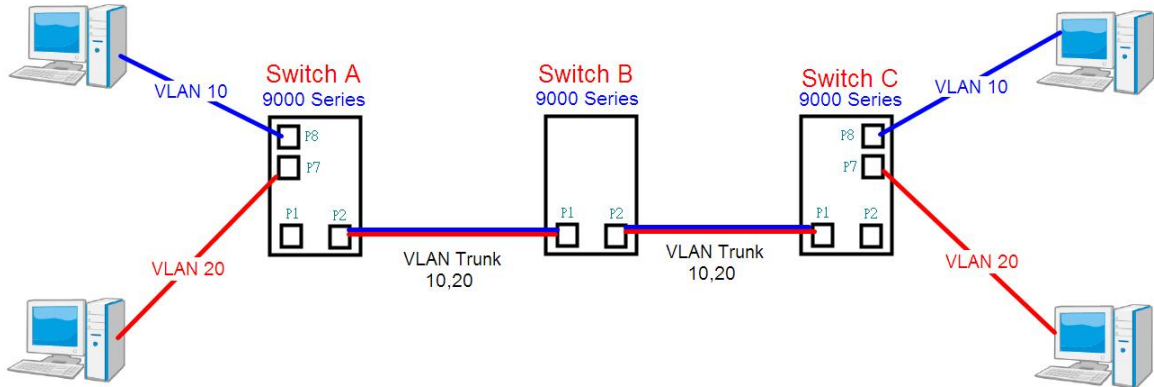 VLAN 10
VLAN 20
Switch A
9000 Series
P8
P7
P1
P2
VLAN Trunk
10,20
Switch B
9000 Series
P1
P2
VLAN Trunk
10,20
Switch C
9000 Series
P8
P7
P1
P2
VLAN 10
VLAN 20